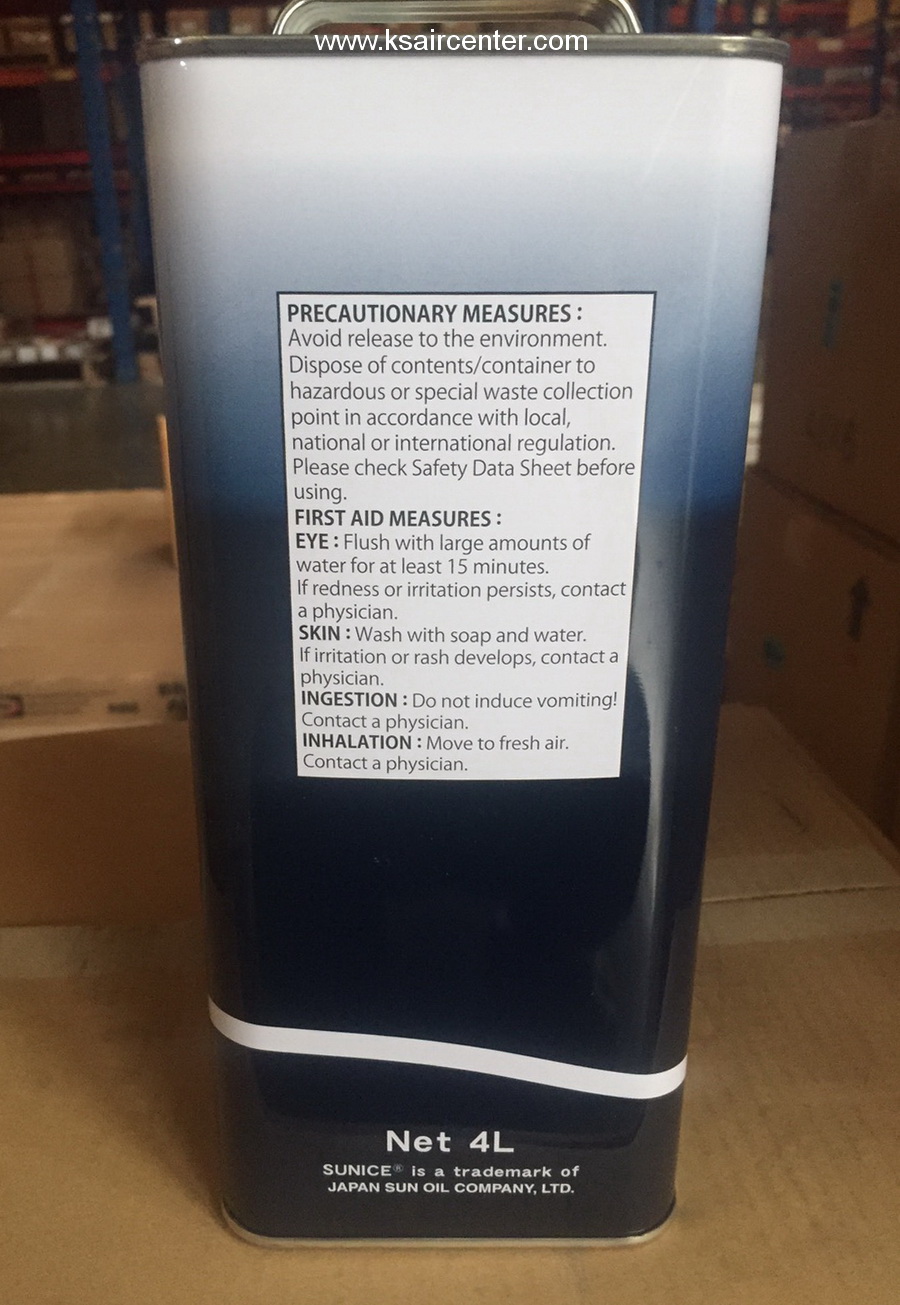 www.ksaircenter.com
PRECAUTIONARY MEASURES :
Avoid release to the environment.
Dispose of contents/container to
hazardous or special waste collection
point in accordance with local,
national or international regulation.
Please check Safety Data Sheet before
using.
FIRST AID MEASURES :
EYE : Flush with large amounts of
water for at least 15 minutes.
If redness or irritation persists, contact
a physician.
SKIN : Wash with soap and water.
If irritation or rash develops, contact a
physician.
INGESTION : Do not induce vomiting!
Contact a physician.
INHALATION : Move to fresh air.
Contact a physician.
Net 4L
SUNICE® is a trademark of
JAPAN SUN OIL COMPANY, LTD.